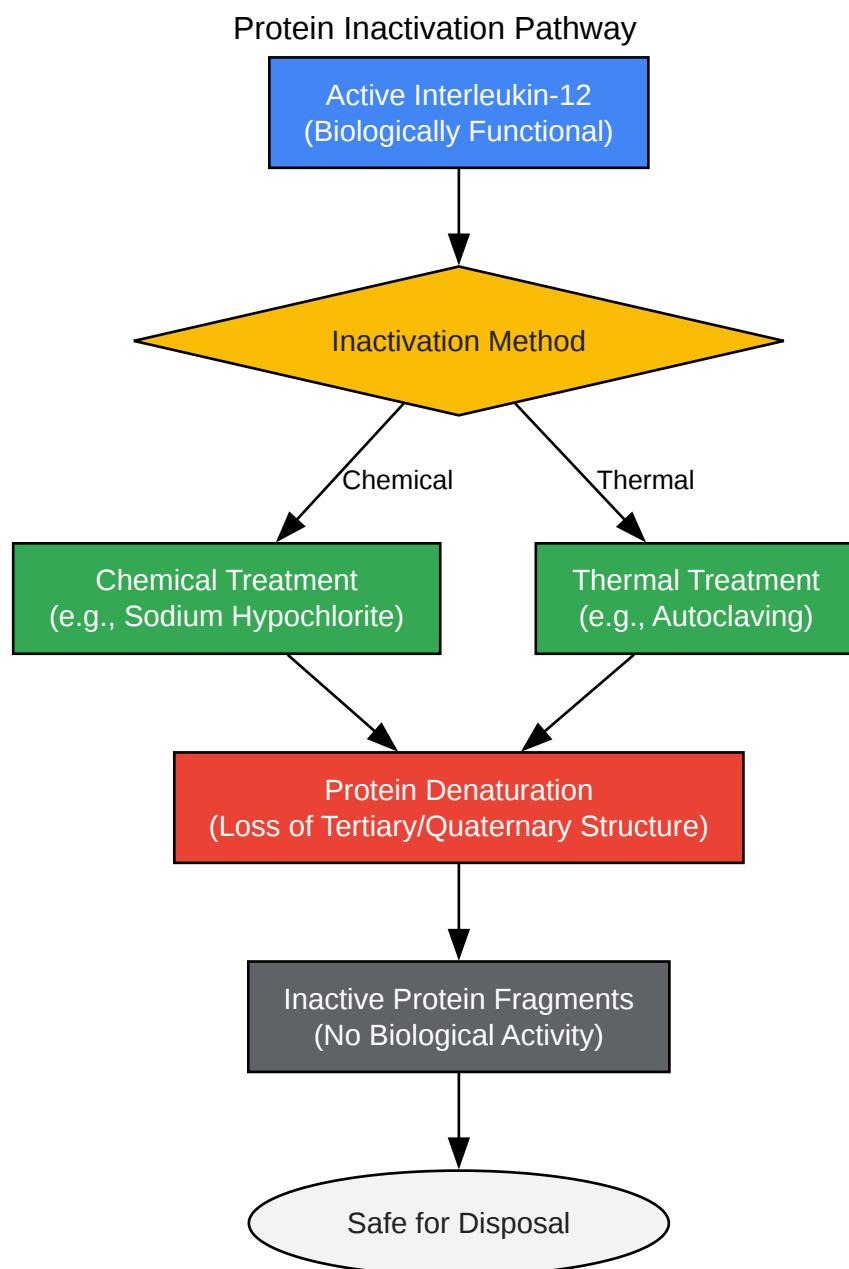 Protein Inactivation Pathway
Active Interleukin-12
(Biologically Functional)
Inactivation Method
Chemical
Thermal
Chemical Treatment
(e.g., Sodium Hypochlorite)
Thermal Treatment
(e.g., Autoclaving)
Protein Denaturation
(Loss of Tertiary/Quaternary Structure)
Inactive Protein Fragments
(No Biological Activity)
Safe for Disposal